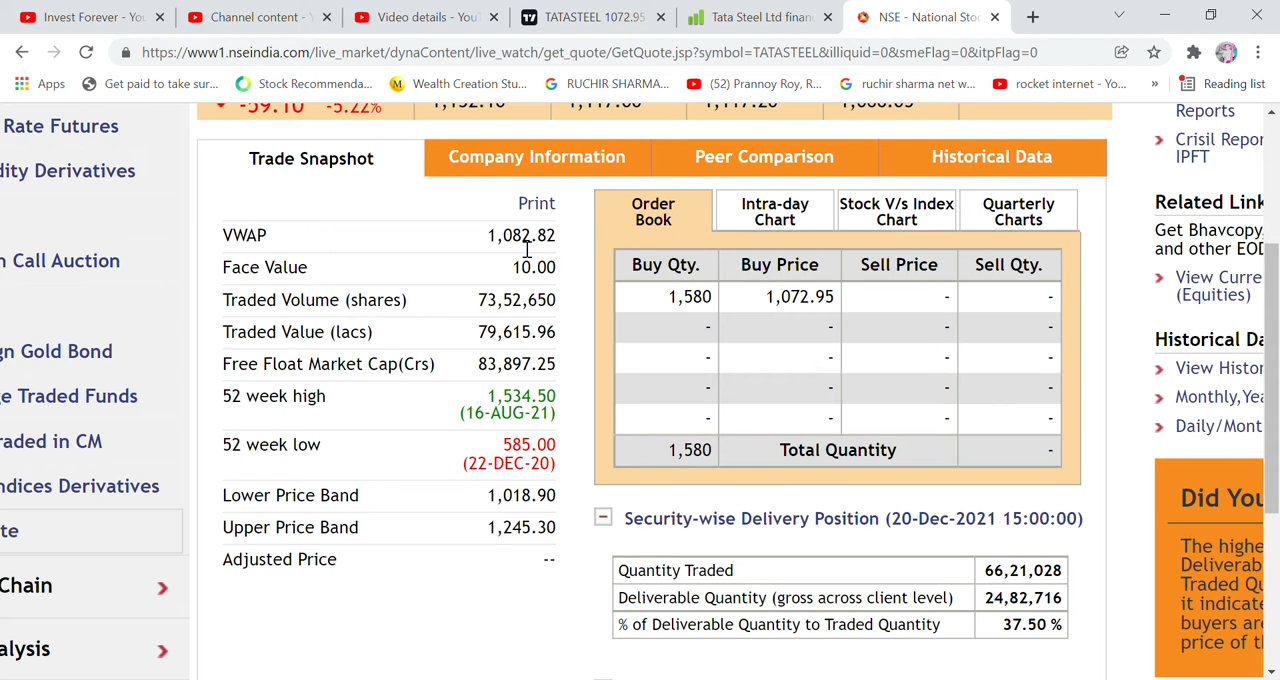 Invest Forever - You
Channel content - 
Video details - You
TATASTEEL 1072.95
Tata Steel Ltd finan
NSE - National Sto
https://www1.nseindia.com/live_market/dynaContent/live_watch/get_quote/GetQuote.jsp?symbol=TATASTEEL&illiquid=0&smeFlag=0&itpFlag=0
Apps
Get paid to take sur...
Stock Recommenda...
Wealth Creation Stu...
RUCHIR SHARMA...
(52) Prannoy Roy, R...
ruchir sharma net w...
rocket internet - Yo...
»
Reading list
-59.10 -5.22%
Rate Futures
dity Derivatives
n Call Auction
gn Gold Bond
e Traded Funds
raded in CM
ndices Derivatives
te
Chain
alysis
Trade Snapshot
Company Information
Peer Comparison
Historical Data
Print
VWAP 1,082.82
Face Value 10.00
Traded Volume (shares) 73,52,650
Traded Value (lacs) 79,615.96
Free Float Market Cap(Crs) 83,897.25
52 week high 1,534.50
(16-AUG-21)
52 week low 585.00
(22-DEC-20)
Lower Price Band 1,018.90
Upper Price Band 1,245.30
Adjusted Price --
Order
Book
Intra-day
Chart
Stock V/s Index
Chart
Quarterly
Charts
Buy Qty. Buy Price Sell Price Sell Qty.
1,580 1,072.95 - -
- - - -
- - - -
- - - -
- - - -
1,580 Total Quantity -
Security-wise Delivery Position (20-Dec-2021 15:00:00)
Quantity Traded 66,21,028
Deliverable Quantity (gross across client level) 24,82,716
% of Deliverable Quantity to Traded Quantity 37.50 %
Reports
Crisil Repor
IPFT
Related Link
Get Bhavcopy
and other EOD
View Curre
(Equities)
Historical Da
View Histor
Monthly,Yea
Daily/Mont
Did You
The highe
Deliverab
Traded Qu
it indicate
buyers are
price of th